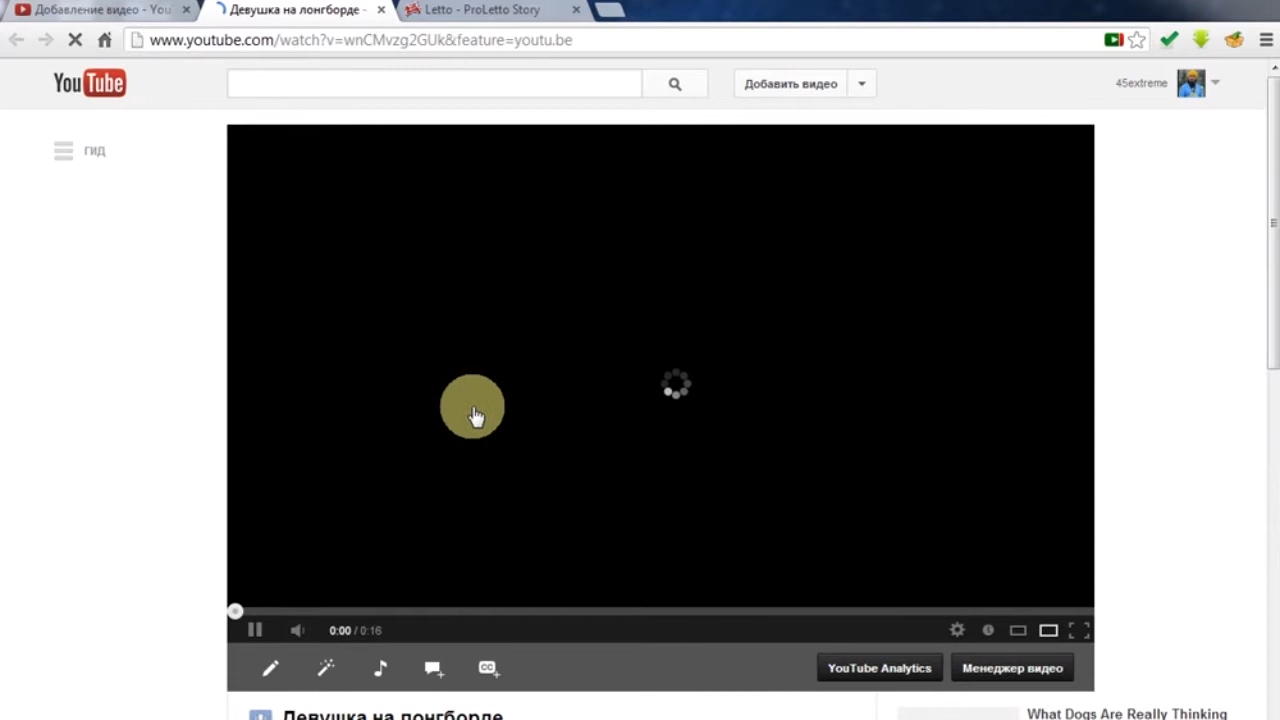 Добавление видео - You
Девушка на лонгборде -
Letto - ProLetto Story
www.youtube.com/watch?v=wnCMvzg2GUk&feature=youtu.be
YouTube
Добавить видео
45extreme
ГИД
0:00 / 0:16
CC
YouTube Analytics
Менеджер видео
Девушка на лонгборде
What Dogs Are Really Thinking